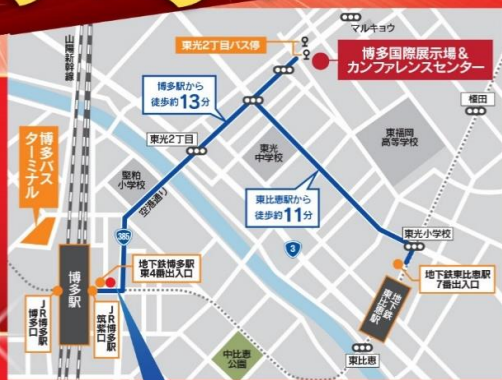 マルキョウ
山陽新幹線
東光2丁目バス停
博多国際展示場&
カンファレンスセンター
博多駅から
徒歩約13分
榎田
東光2丁目
東光
中学校
東福岡
高等学校
博多バス
ターミナル
堅粕
小学校
空港通り
東比恵駅から
徒歩約11分
385
3
東光小学校
地下鉄博多駅
東4番出入口
博多駅
地下鉄東比恵駅
7番出入口
地下鉄
東比恵駅
JR博多駅
博多口
JR博多駅
筑紫口
中比恵
公園
東比恵